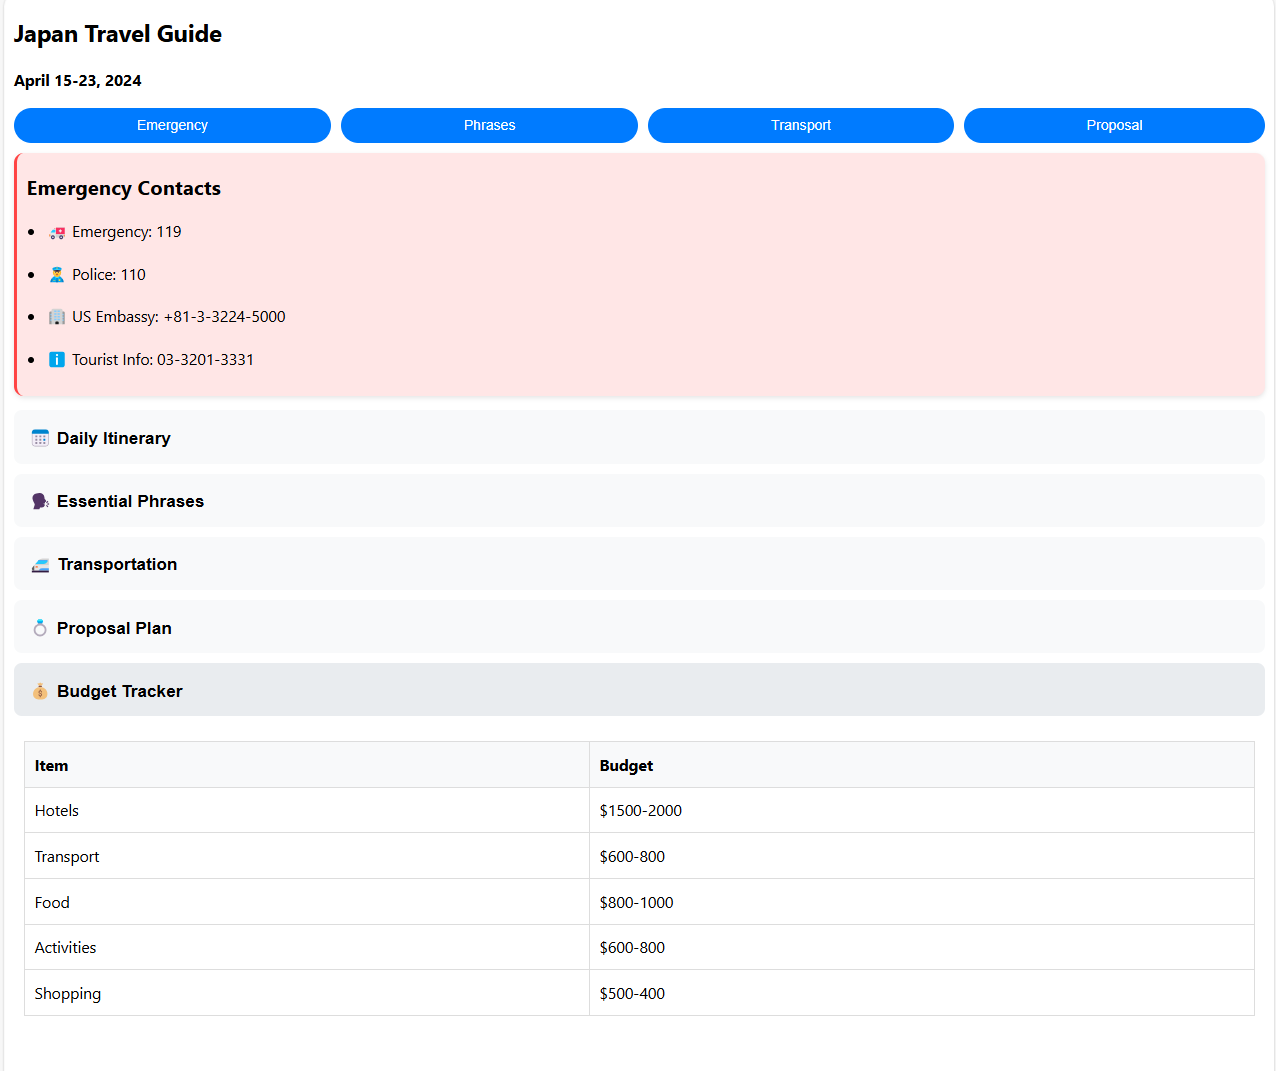 Japan Travel Guide
April 15-23, 2024
Emergency Phrases Transport Proposal
Emergency Contacts
Emergency: 119
Police: 110
US Embassy: +81-3-3224-5000
Tourist Info: 03-3201-3331
Daily Itinerary
Essential Phrases
Transportation
Proposal Plan
Budget Tracker
Item Budget
Hotels $1500-2000
Transport $600-800
Food $800-1000
Activities $600-800
Shopping $500-400